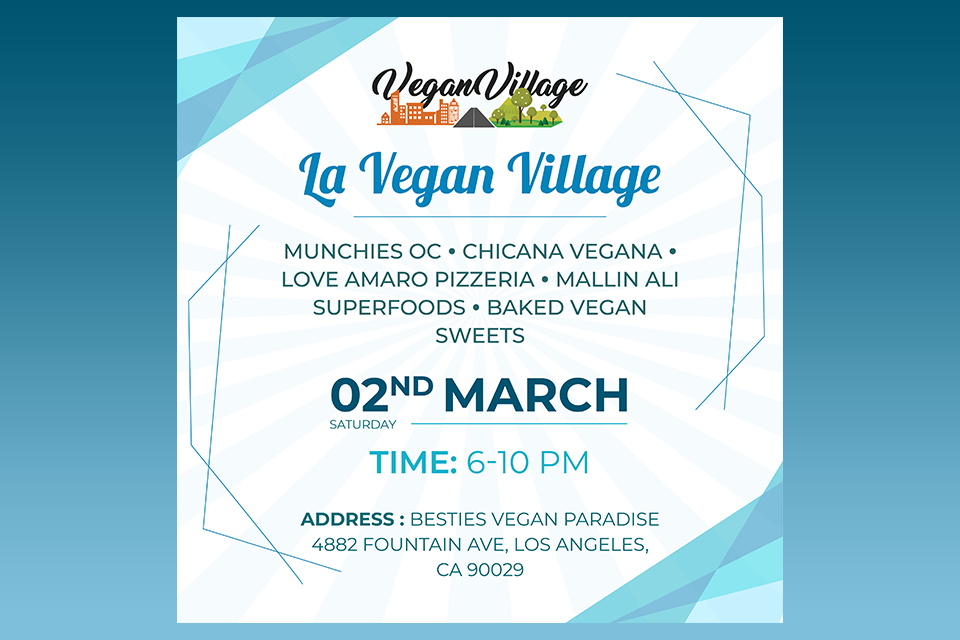 VeganVillage
La Vegan Village
MUNCHIES OC • CHICANA VEGANA •
LOVE AMARO PIZZERIA • MALLIN ALI
SUPERFOODS • BAKED VEGAN
SWEETS
02ND MARCH
SATURDAY
TIME: 6-10 PM
ADDRESS : BESTIES VEGAN PARADISE
4882 FOUNTAIN AVE, LOS ANGELES,
CA 90029